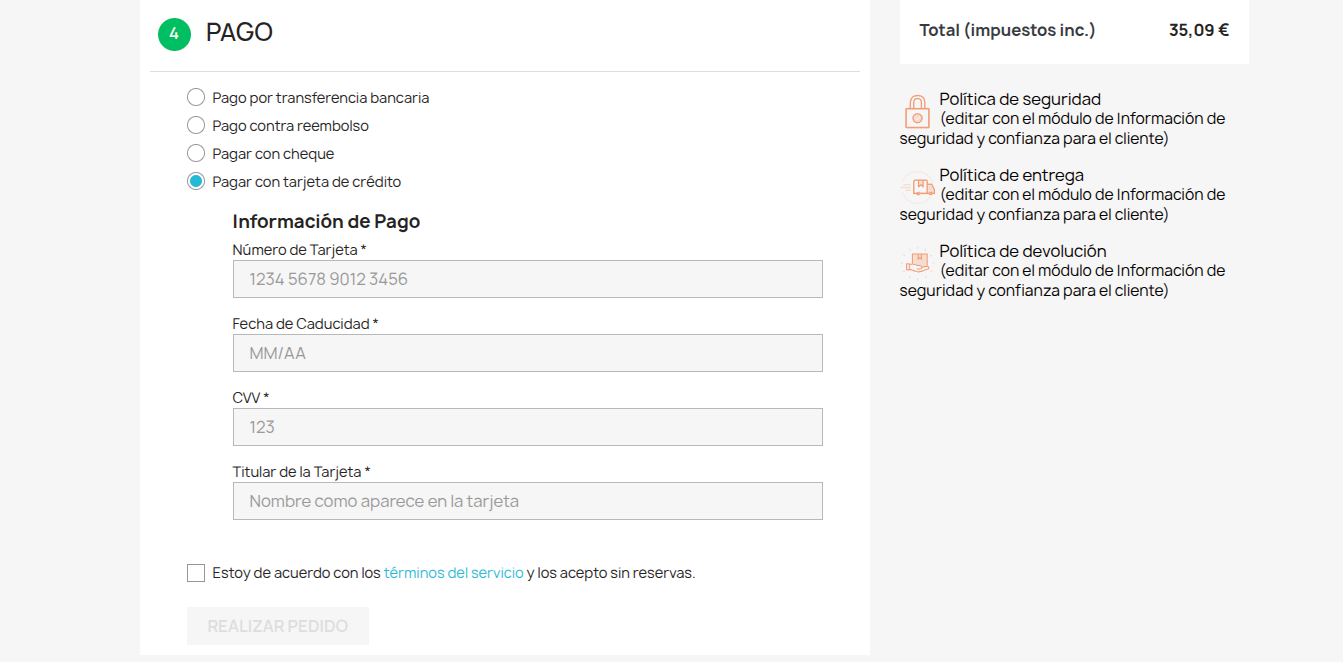 4 PAGO
Pago por transferencia bancaria
Pago contra reembolso
Pagar con cheque
Pagar con tarjeta de crédito
Información de Pago
Número de Tarjeta *
1234 5678 9012 3456
Fecha de Caducidad *
MM/AA
CVV *
123
Titular de la Tarjeta *
Nombre como aparece en la tarjeta
Estoy de acuerdo con los términos del servicio y los acepto sin reservas.
REALIZAR PEDIDO
Total (impuestos inc.) 35,09 €
Política de seguridad
(editar con el módulo de Información de
seguridad y confianza para el cliente)
Política de entrega
(editar con el módulo de Información de
seguridad y confianza para el cliente)
Política de devolución
(editar con el módulo de Información de
seguridad y confianza para el cliente)